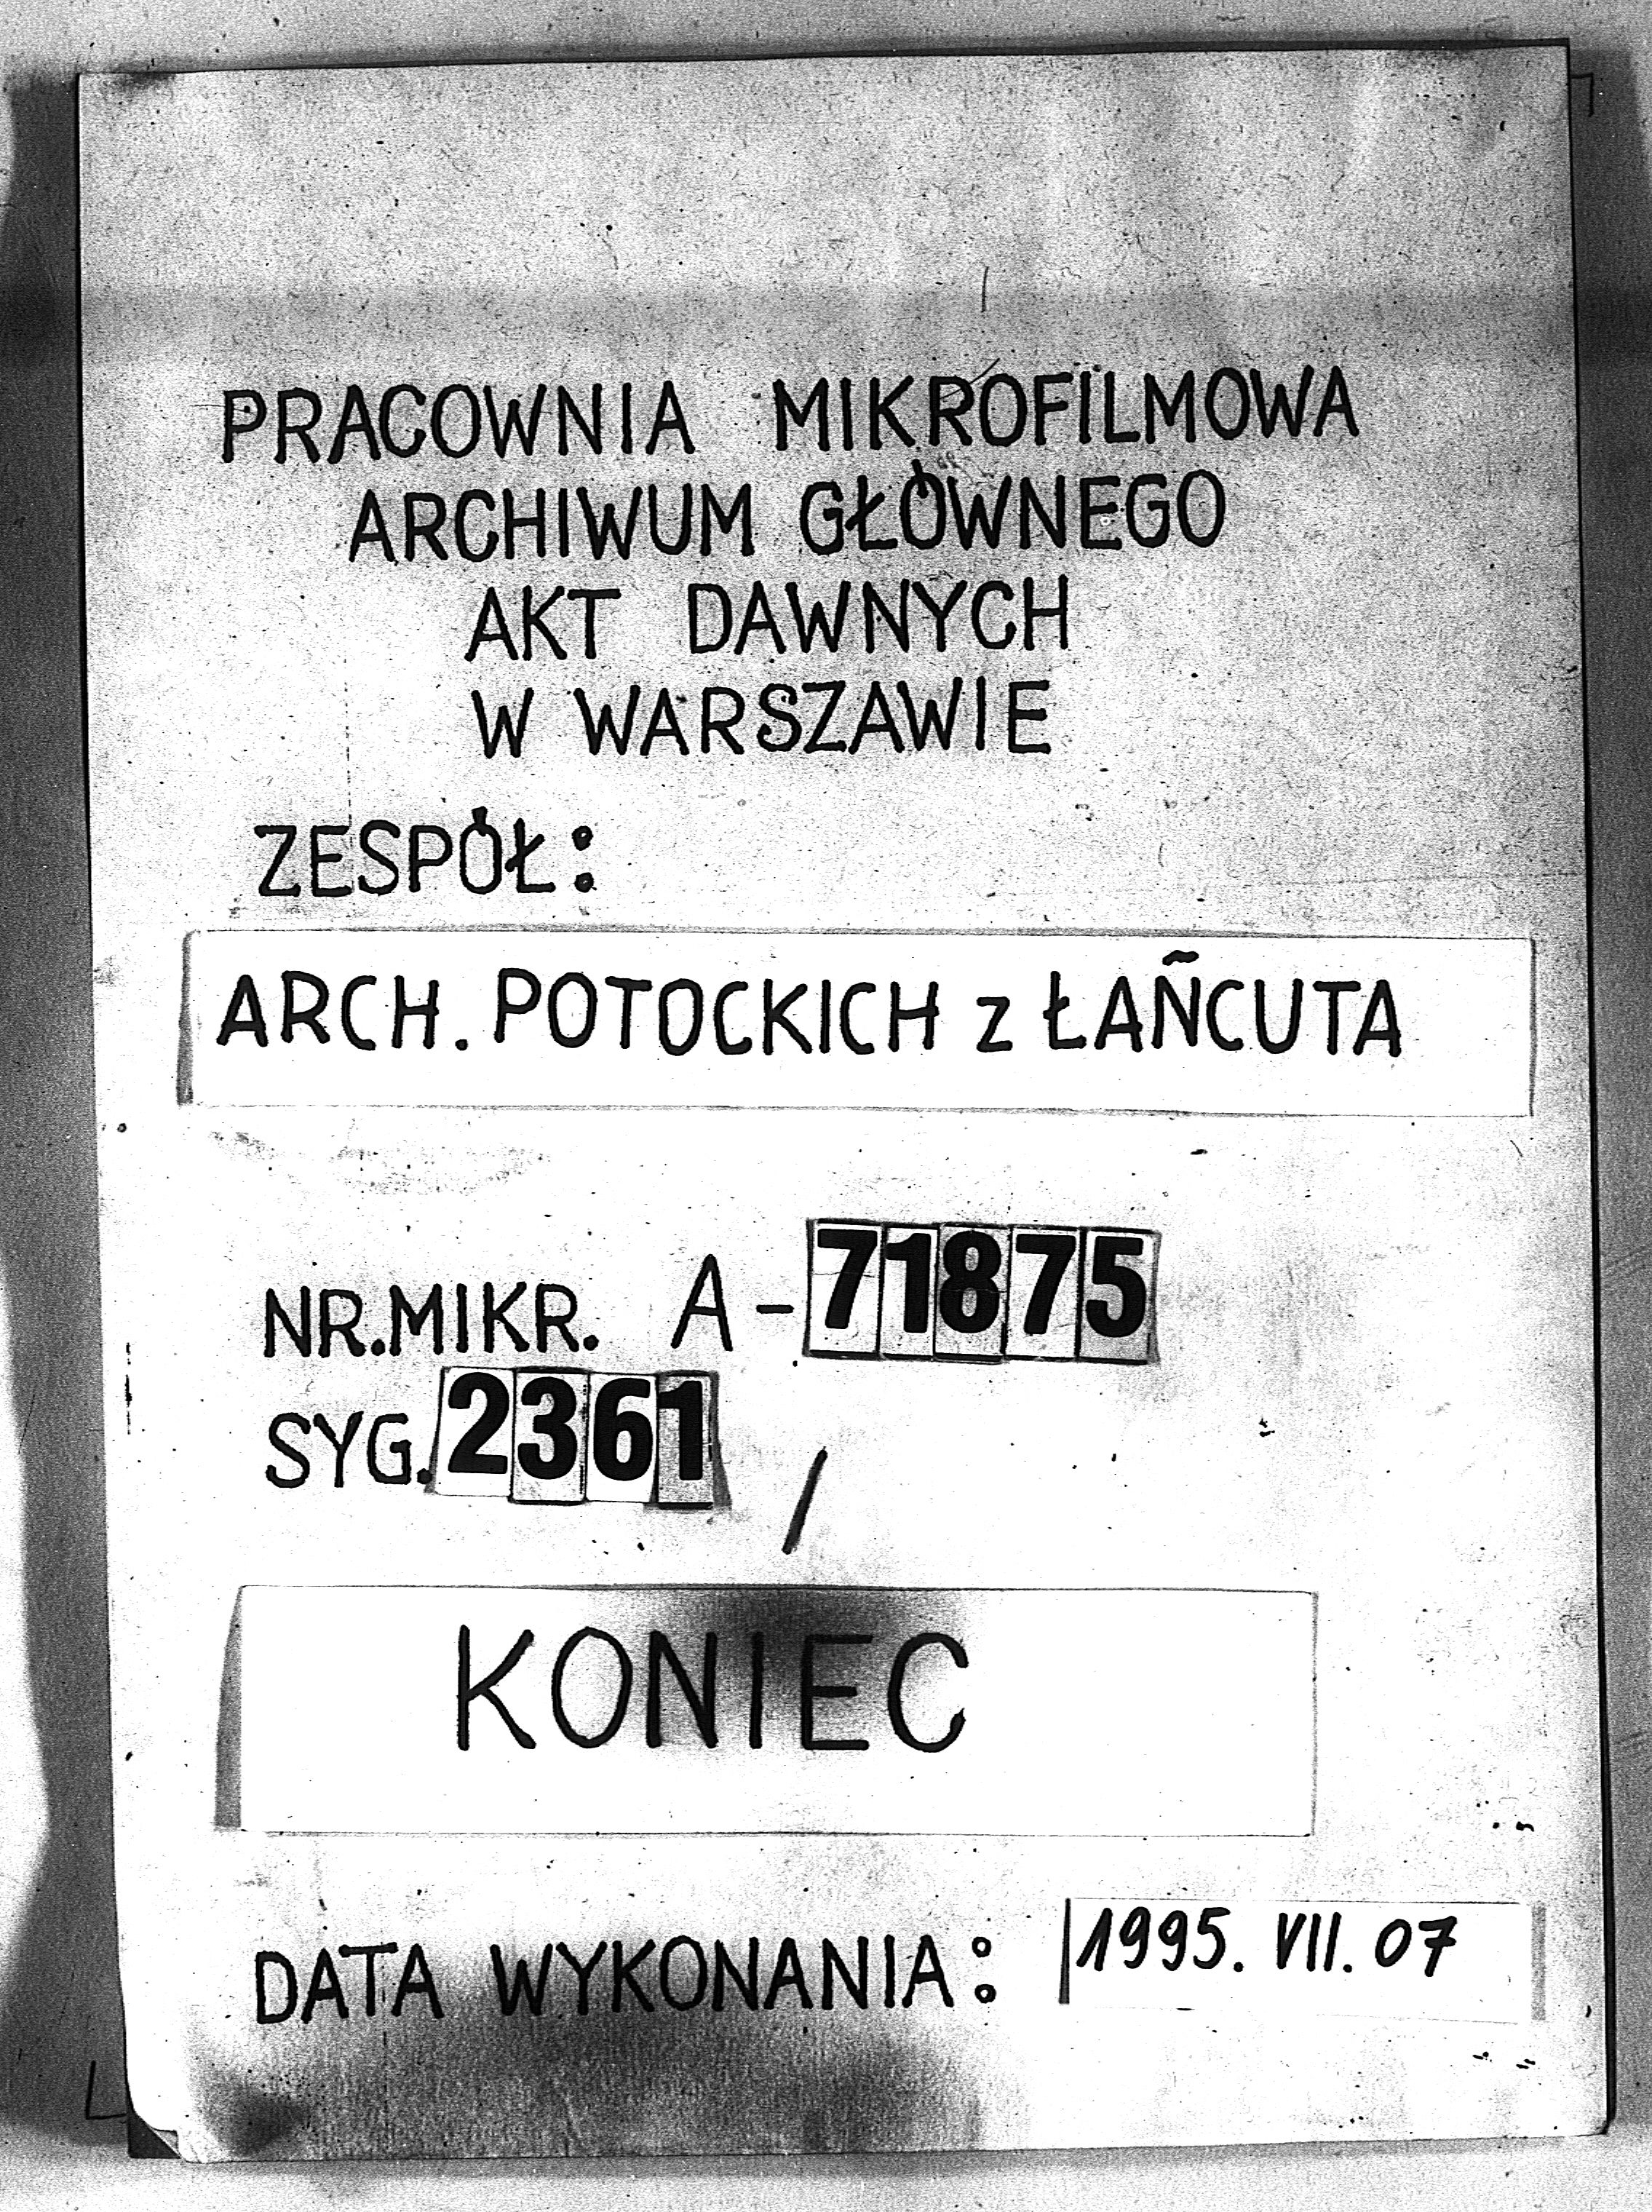 PRACOWNIA MIKROFILMOWA
ARCHIWUM GŁÓWNEGO
AKT DAWNYCH
W WARSZAWIE
ZESPÓŁ:
ARCH. POTOCKICH z ŁAŃCUTA
NR.MIKR. A-71875
SYG. 2361 /
KONIEC
DATA WYKONANIA: 1995. VII. 07